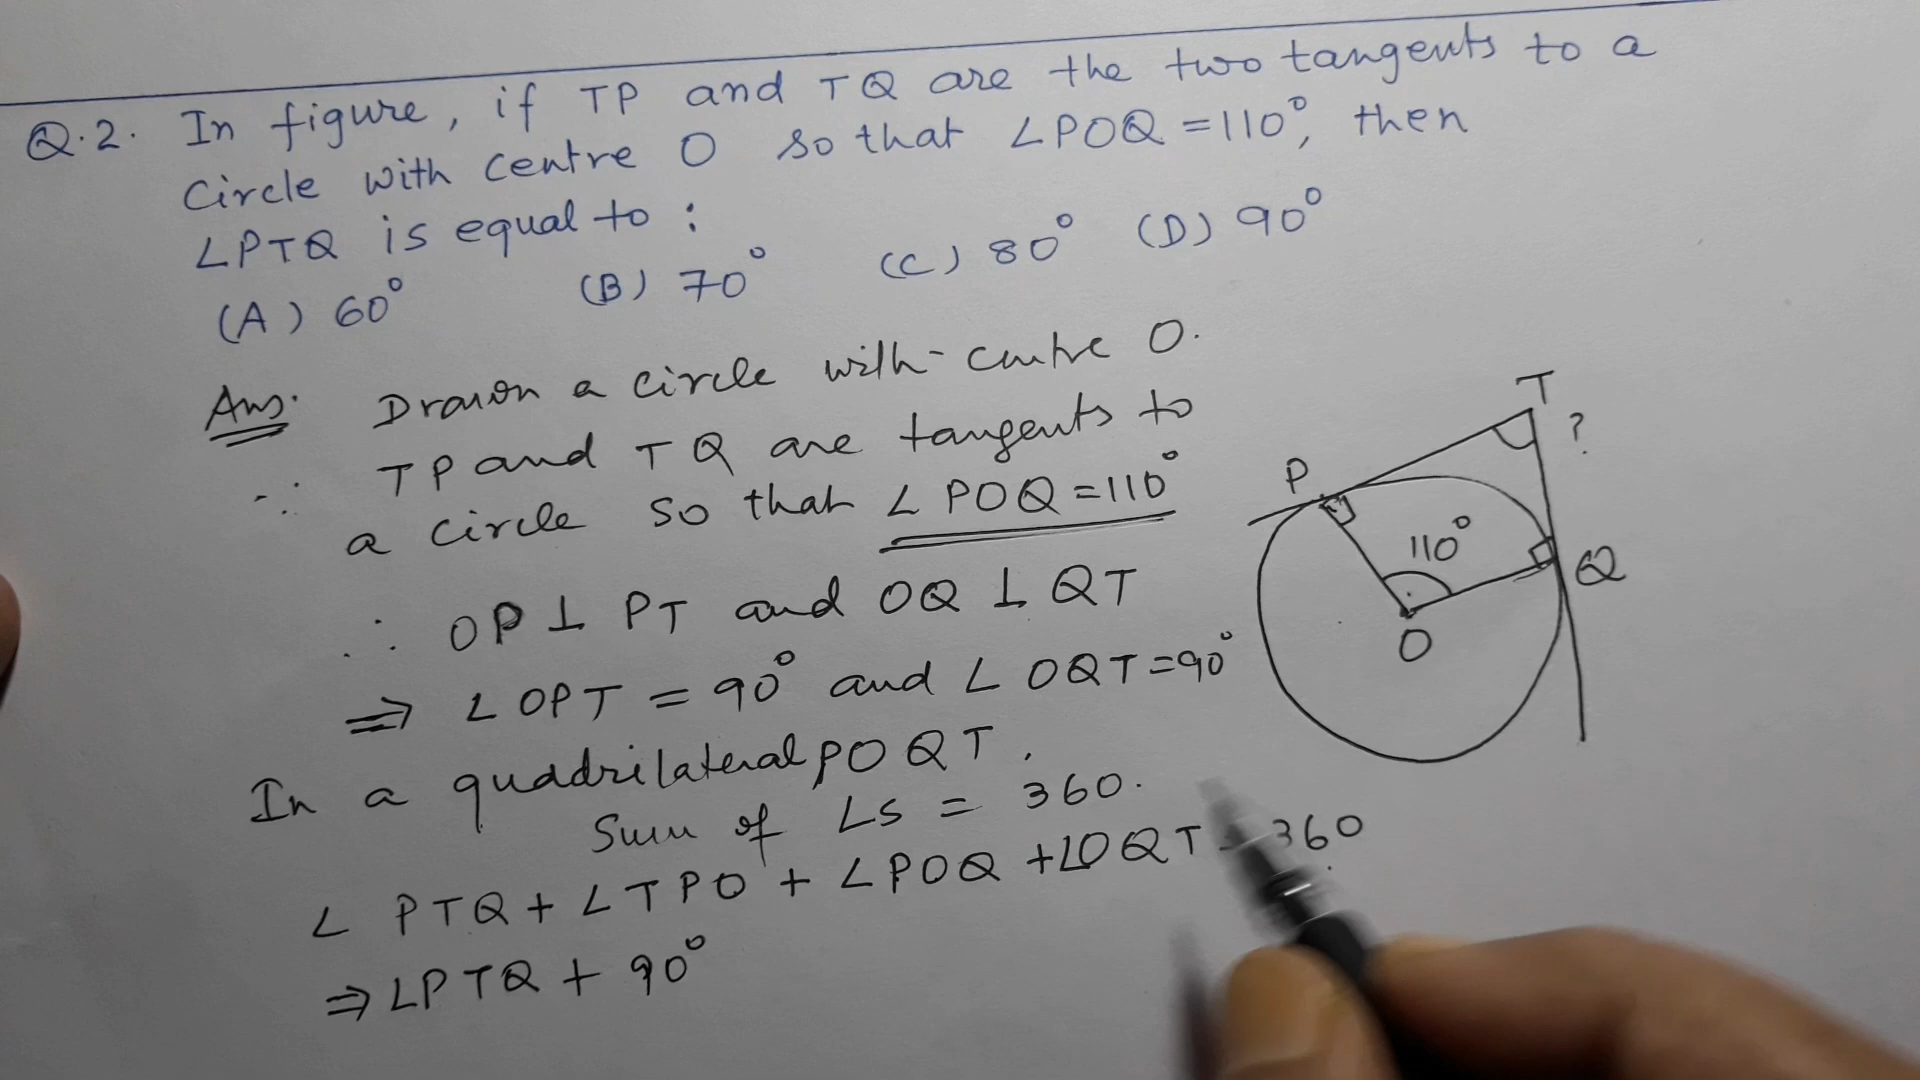 Q.2. In figure, if TP and TQ are the two tangents to a
Circle with centre O so that ∠POQ = 110°, then
∠PTQ is equal to :
(A) 60° (B) 70° (C) 80° (D) 90°
Ans. Drawn a circle with centre O.
∵ TP and TQ are tangents to
a circle so that ∠POQ = 110°
∴ OP ⊥ PT and OQ ⊥ QT
⇒ ∠OPT = 90° and ∠OQT = 90°
In a quadrilateral POQT,
Sum of ∠s = 360.
∠PTQ + ∠TPO + ∠POQ + ∠OQT = 360
⇒ ∠PTQ + 90°
T
?
P
110°
Q
O